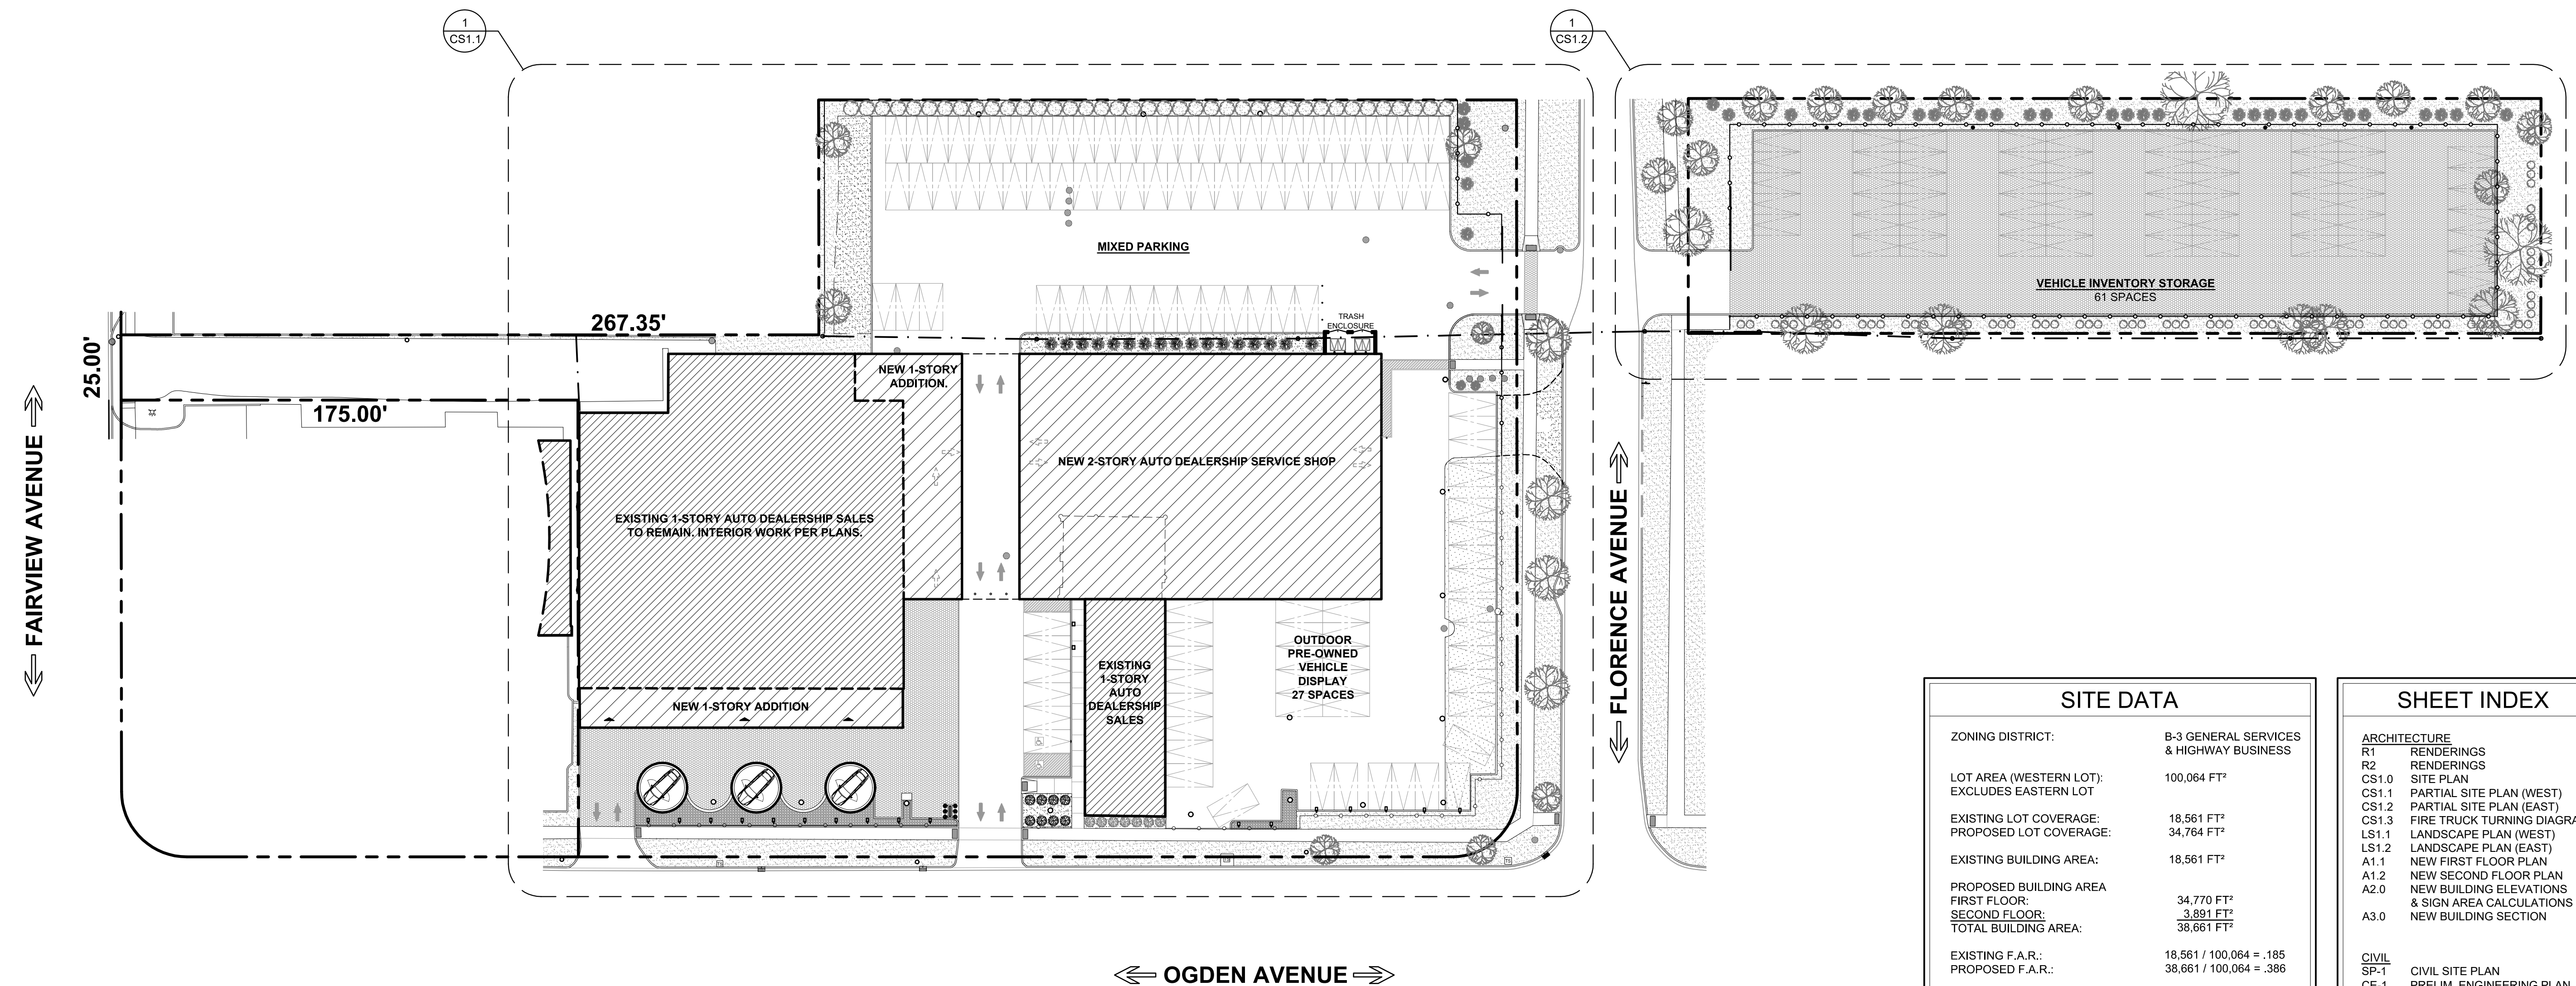 1
CS1.1
1
CS1.2
MIXED PARKING
VEHICLE INVENTORY STORAGE
61 SPACES
267.35'
25.00'
175.00'
TRASH
ENCLOSURE
NEW 1-STORY
ADDITION.
NEW 2-STORY AUTO DEALERSHIP SERVICE SHOP
EXISTING 1-STORY AUTO DEALERSHIP SALES
TO REMAIN. INTERIOR WORK PER PLANS.
FAIRVIEW AVENUE
FLORENCE AVENUE
OUTDOOR
PRE-OWNED
VEHICLE
DISPLAY
27 SPACES
EXISTING
1-STORY
AUTO
DEALERSHIP
SALES
NEW 1-STORY ADDITION
OGDEN AVENUE
SITE DATA
ZONING DISTRICT: B-3 GENERAL SERVICES
& HIGHWAY BUSINESS
LOT AREA (WESTERN LOT): 100,064 FT²
EXCLUDES EASTERN LOT
EXISTING LOT COVERAGE: 18,561 FT²
PROPOSED LOT COVERAGE: 34,764 FT²
EXISTING BUILDING AREA: 18,561 FT²
PROPOSED BUILDING AREA
FIRST FLOOR: 34,770 FT²
SECOND FLOOR: 3,891 FT²
TOTAL BUILDING AREA: 38,661 FT²
EXISTING F.A.R.: 18,561 / 100,064 = .185
PROPOSED F.A.R.: 38,661 / 100,064 = .386
SHEET INDEX
ARCHITECTURE
R1 RENDERINGS
R2 RENDERINGS
CS1.0 SITE PLAN
CS1.1 PARTIAL SITE PLAN (WEST)
CS1.2 PARTIAL SITE PLAN (EAST)
CS1.3 FIRE TRUCK TURNING DIAGRA
LS1.1 LANDSCAPE PLAN (WEST)
LS1.2 LANDSCAPE PLAN (EAST)
A1.1 NEW FIRST FLOOR PLAN
A1.2 NEW SECOND FLOOR PLAN
A2.0 NEW BUILDING ELEVATIONS
& SIGN AREA CALCULATIONS
A3.0 NEW BUILDING SECTION
CIVIL
SP-1 CIVIL SITE PLAN
CE-1 PRELIM. ENGINEERING PLAN